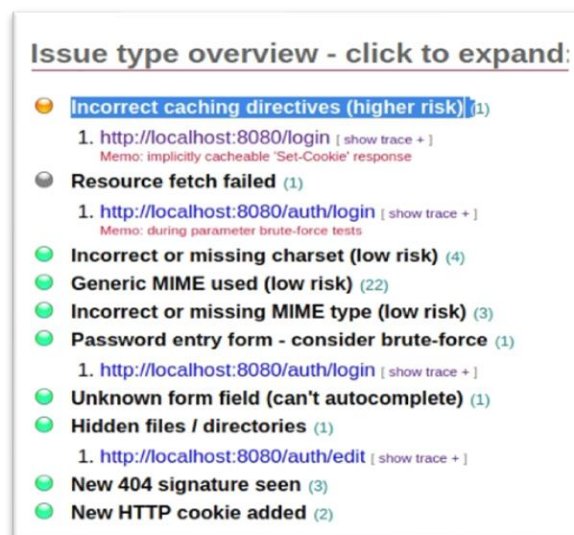 Issue type overview - click to expand:
Incorrect caching directives (higher risk) (1)
1. http://localhost:8080/login [ show trace + ]
Memo: implicitly cacheable 'Set-Cookie' response
Resource fetch failed (1)
1. http://localhost:8080/auth/login [ show trace + ]
Memo: during parameter brute-force tests
Incorrect or missing charset (low risk) (4)
Generic MIME used (low risk) (22)
Incorrect or missing MIME type (low risk) (3)
Password entry form - consider brute-force (1)
1. http://localhost:8080/auth/login [ show trace + ]
Unknown form field (can't autocomplete) (1)
Hidden files / directories (1)
1. http://localhost:8080/auth/edit [ show trace + ]
New 404 signature seen (3)
New HTTP cookie added (2)